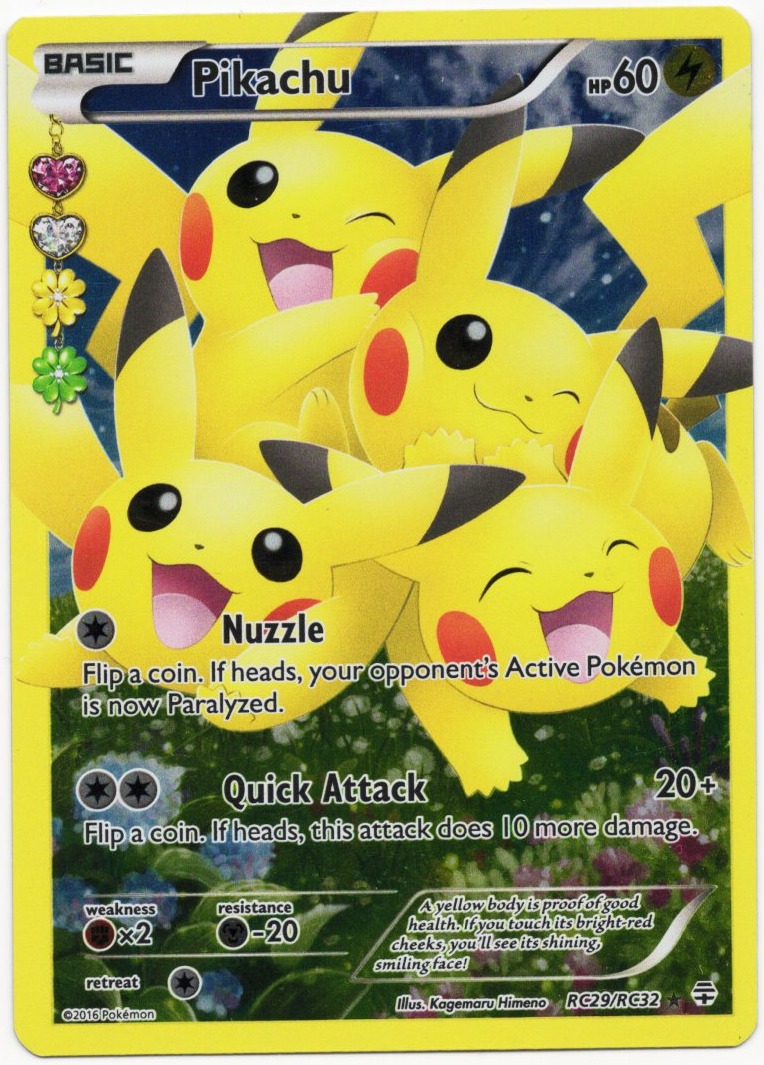 BASIC
Pikachu
HP60
Nuzzle
Flip a coin. If heads, your opponent's Active Pokémon
is now Paralyzed.
Quick Attack 20+
Flip a coin. If heads, this attack does 10 more damage.
weakness resistance
×2 -20
A yellow body is proof of good
health. If you touch its bright-red
cheeks, you'll see its shining,
smiling face!
retreat
Illus. Kagemaru Himeno RC29/RC32
©2016 Pokémon